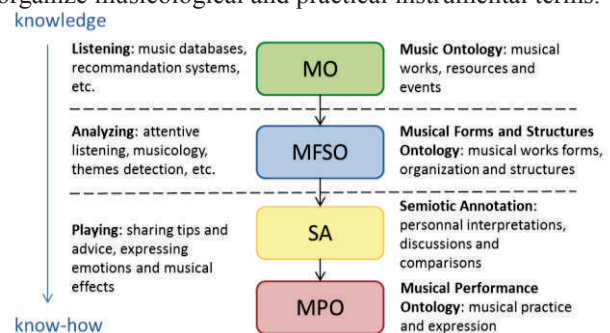 organize musicological and practical instrumental terms.
knowledge
Listening: music databases,
recommandation systems,
etc.
MO
Music Ontology: musical
works, resources and
events
Analyzing: attentive
listening, musicology,
themes detection, etc.
MFSO
Musical Forms and Structures
Ontology: musical works forms,
organization and structures
Playing: sharing tips and
advice, expressing
emotions and musical
effects
SA
Semiotic Annotation:
personnal interpretations,
discussions and
comparisons
MPO
Musical Performance
Ontology: musical practice
and expression
know-how